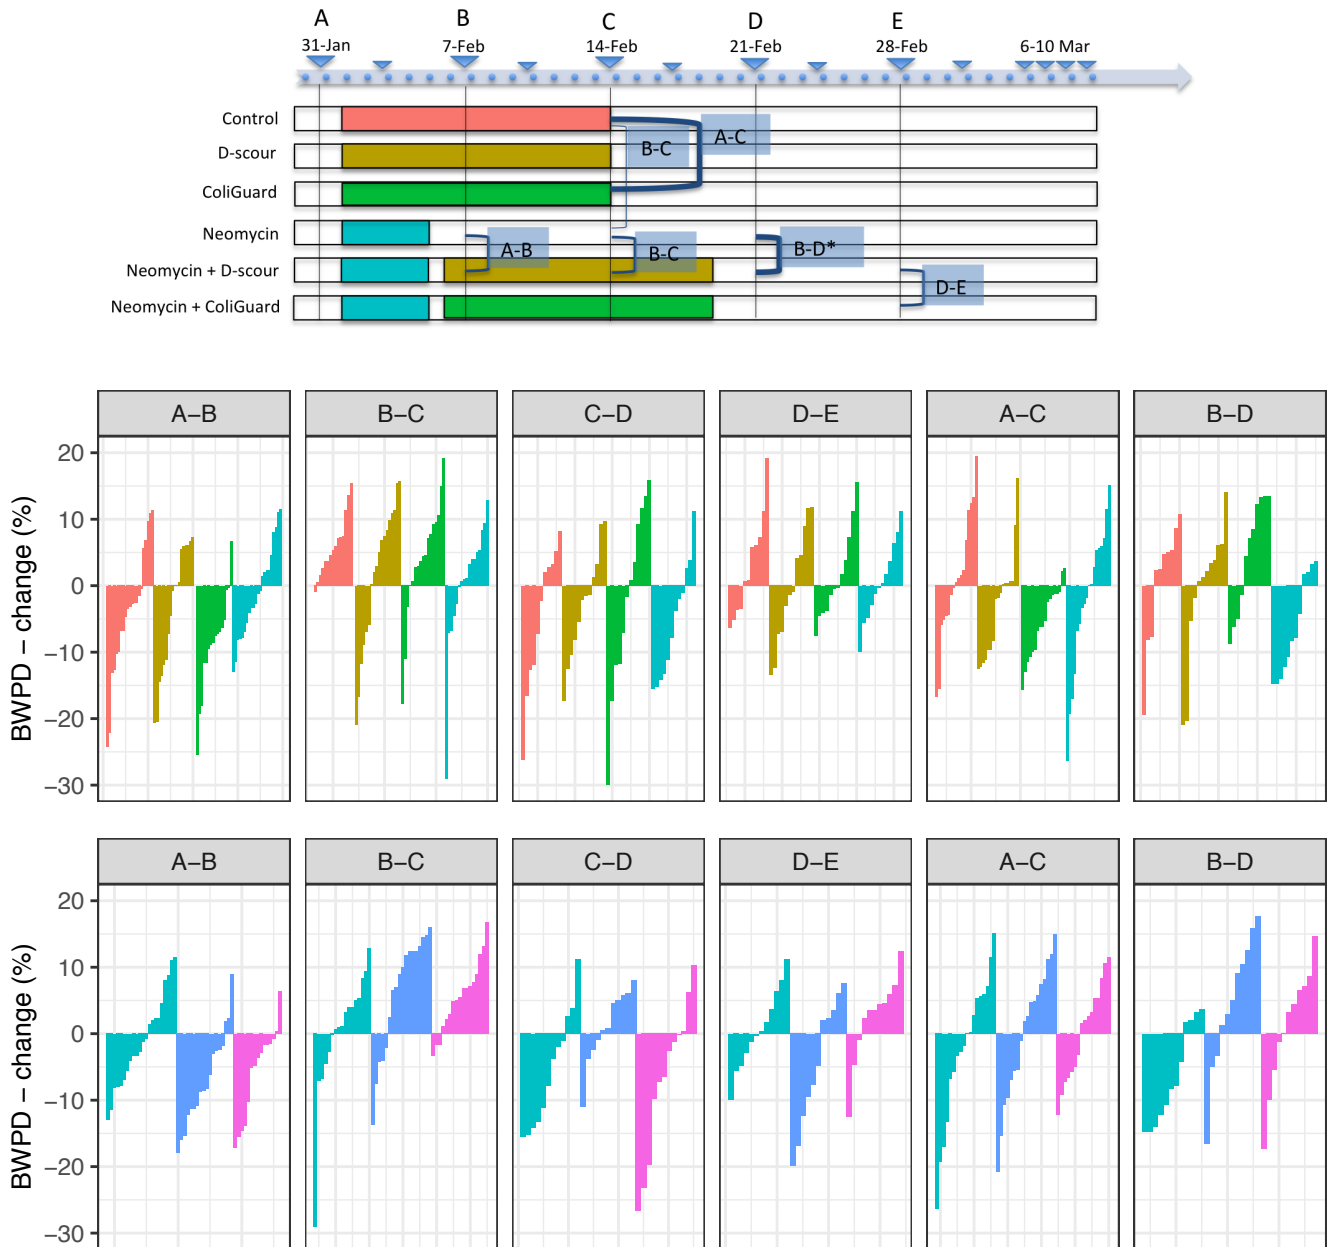 A B C D E
31-Jan 7-Feb 14-Feb 21-Feb 28-Feb 6-10 Mar
Control
A-C
B-C
D-scour
ColiGuard
Neomycin
A-B
B-C
B-D*
Neomycin + D-scour
D-E
Neomycin + ColiGuard
A–B B–C C–D D–E A–C B–D
BWPD – change (%)
20
10
0
−10
−20
−30
A–B B–C C–D D–E A–C B–D
BWPD – change (%)
20
10
0
−10
−20
−30